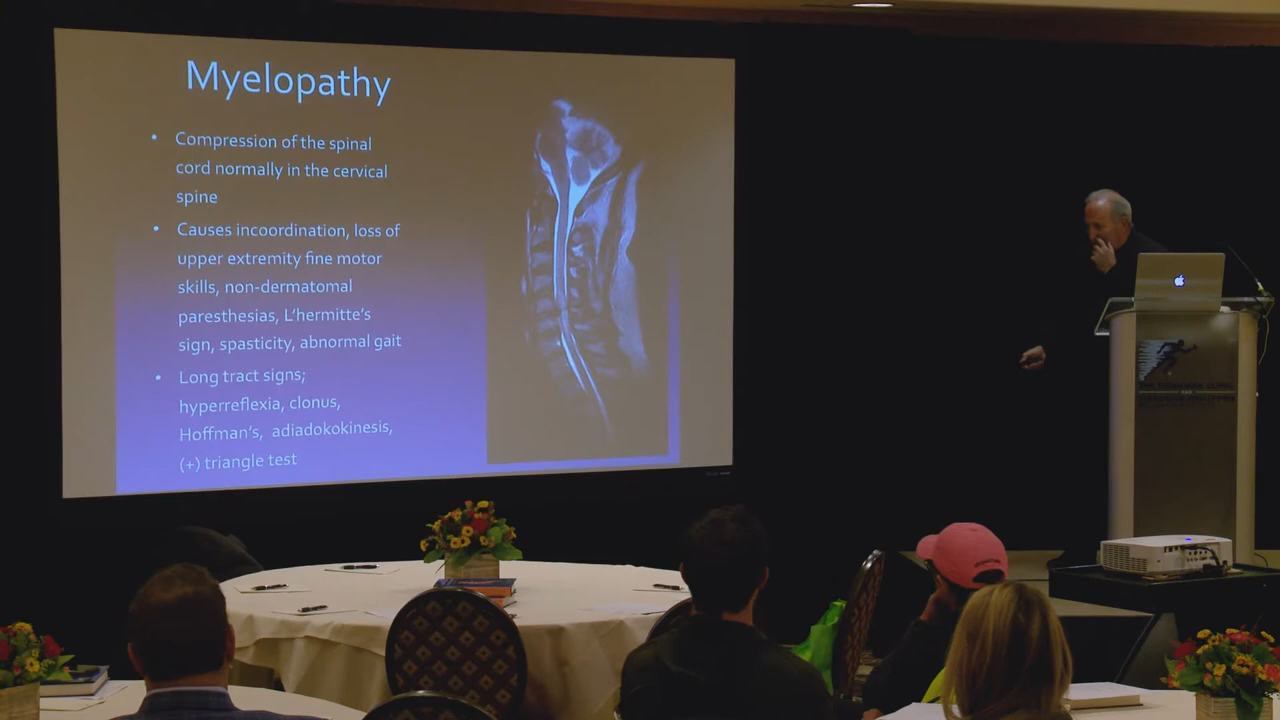 Myelopathy
• Compression of the spinal
cord normally in the cervical
spine
• Causes incoordination, loss of
upper extremity fine motor
skills, non-dermatomal
paresthesias, L'hermitte's
sign, spasticity, abnormal gait
• Long tract signs;
hyperreflexia, clonus,
Hoffman's, adiadokokinesis,
(+) triangle test